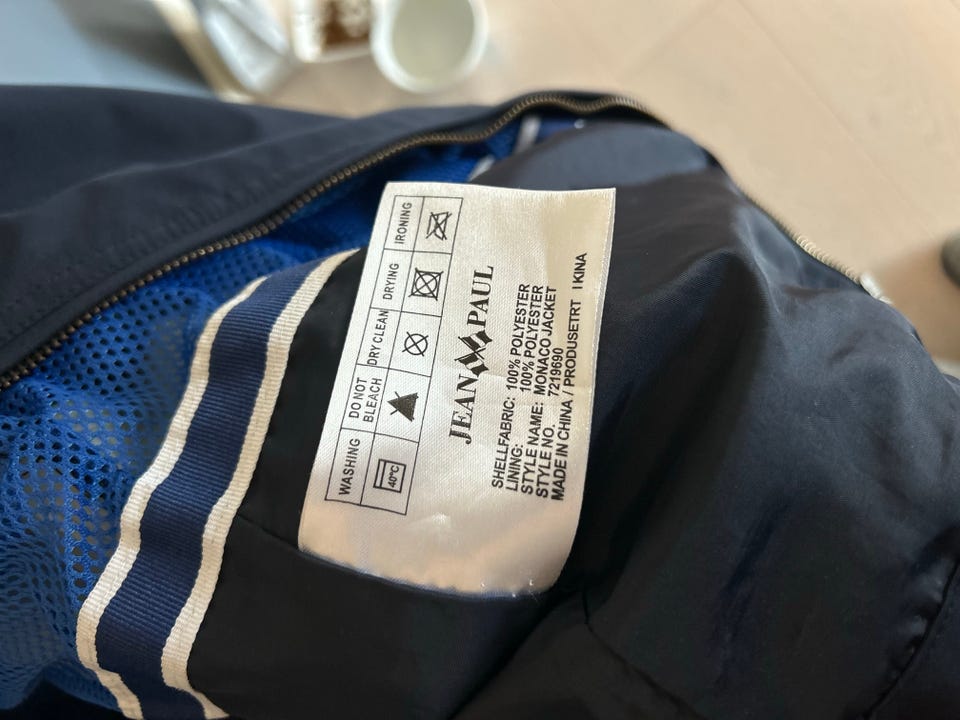 WASHING
DO NOT BLEACH
DRY CLEAN
DRYING
IRONING
40°C
JEAN PAUL
SHELLFABRIC: 100% POLYESTER
LINING: 100% POLYESTER
STYLE NAME: MONACO JACKET
STYLE NO. 7219690
MADE IN CHINA / PRODUSETRT I KINA